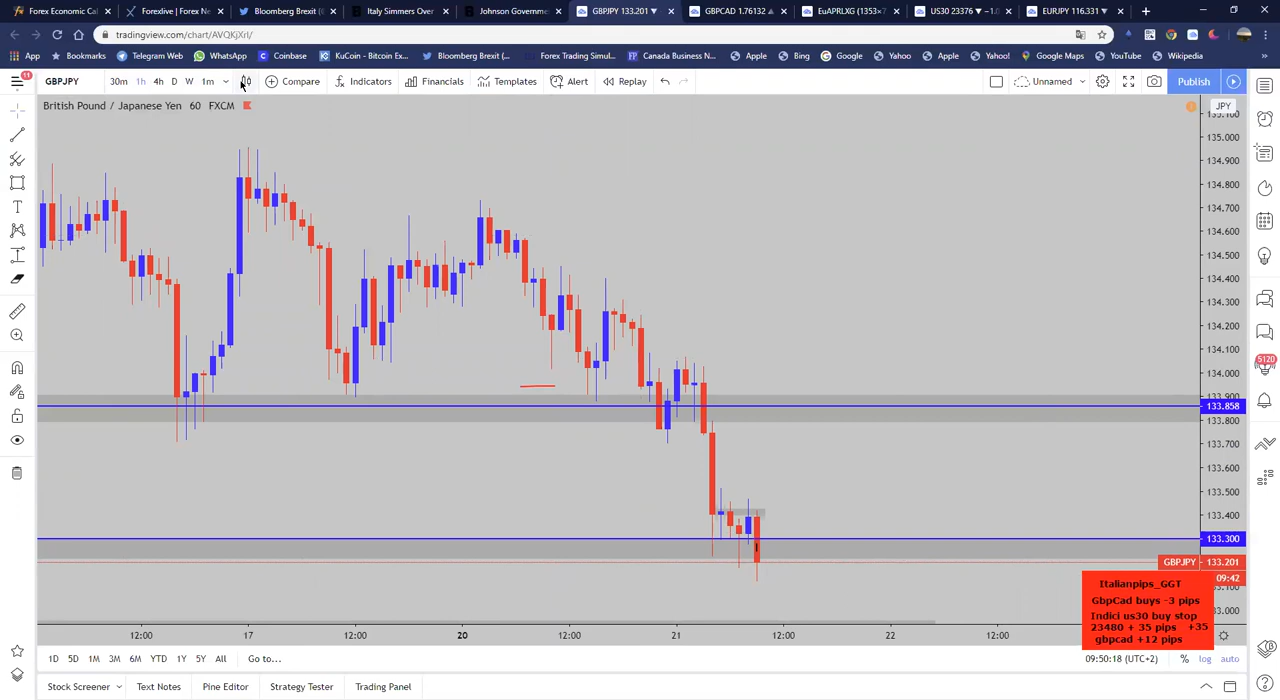 Forex Economic Cal
Forexlive | Forex Ne
Bloomberg Brexit (@
Italy Simmers Over
Johnson Governme
GBPJPY 133.201 ▼
GBPCAD 1.76132 ▲
EuAPRLXG (1353×7
US30 23376 ▼ −1.0
EURJPY 116.331 ▼
tradingview.com/chart/AVQKjXrI/
App
Bookmarks
Telegram Web
WhatsApp
Coinbase
KuCoin - Bitcoin Ex...
Bloomberg Brexit (...
Forex Trading Simul...
Canada Business N...
Apple
Bing
Google
Yahoo
Apple
Yahoo!
Google Maps
YouTube
Wikipedia
11
GBPJPY
30m 1h 4h D W 1m
Compare
Indicators
Financials
Templates
Alert
Replay
Unnamed
Publish
British Pound / Japanese Yen 60 FXCM
JPY
135.000
134.900
134.800
134.700
134.600
134.500
134.400
134.300
134.200
134.100
134.000
133.900
133.858
133.800
133.700
133.600
133.500
133.400
133.300
GBPJPY 133.201
09:42
133.000
5120
Italianpips_GGT
GbpCad buys -3 pips
Indici us30 buy stop
23480 + 35 pips +35
gbpcad +12 pips
12:00
17
12:00
20
12:00
21
12:00
22
12:00
1D 5D 1M 3M 6M YTD 1Y 5Y All Go to...
09:50:18 (UTC+2) % log auto
Stock Screener
Text Notes
Pine Editor
Strategy Tester
Trading Panel